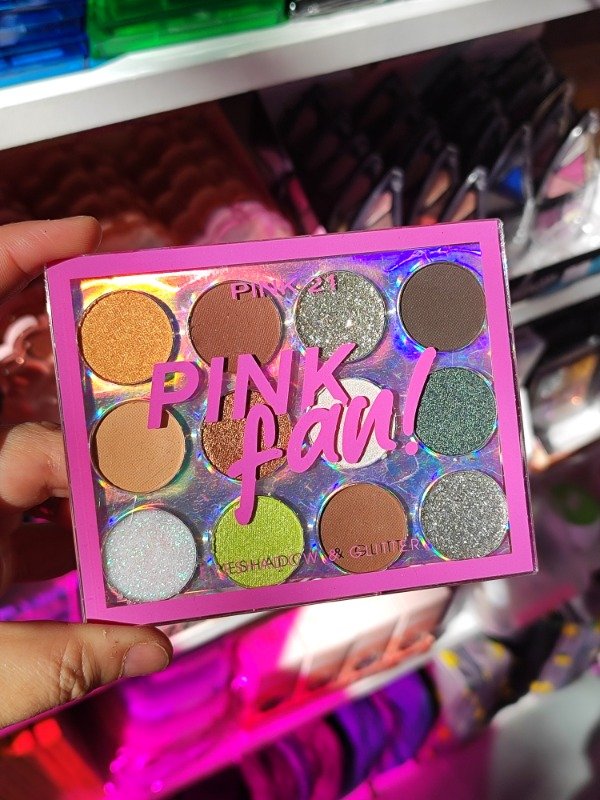 PINK 21
PINK
fan!
EYESHADOW & GLITTER